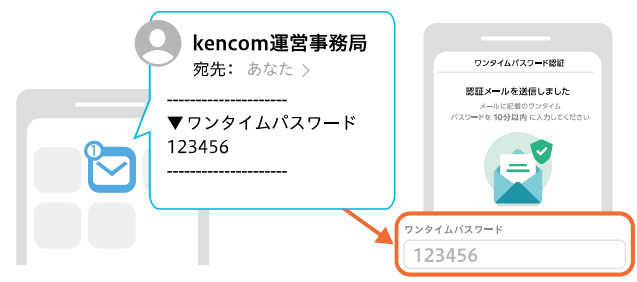 kencom運営事務局
宛先： あなた >
---------------------
▼ワンタイムパスワード
123456
---------------------
1
ワンタイムパスワード認証
認証メールを送信しました
メールに記載のワンタイム
パスワードを 10分以内 に入力してください
ワンタイムパスワード
123456